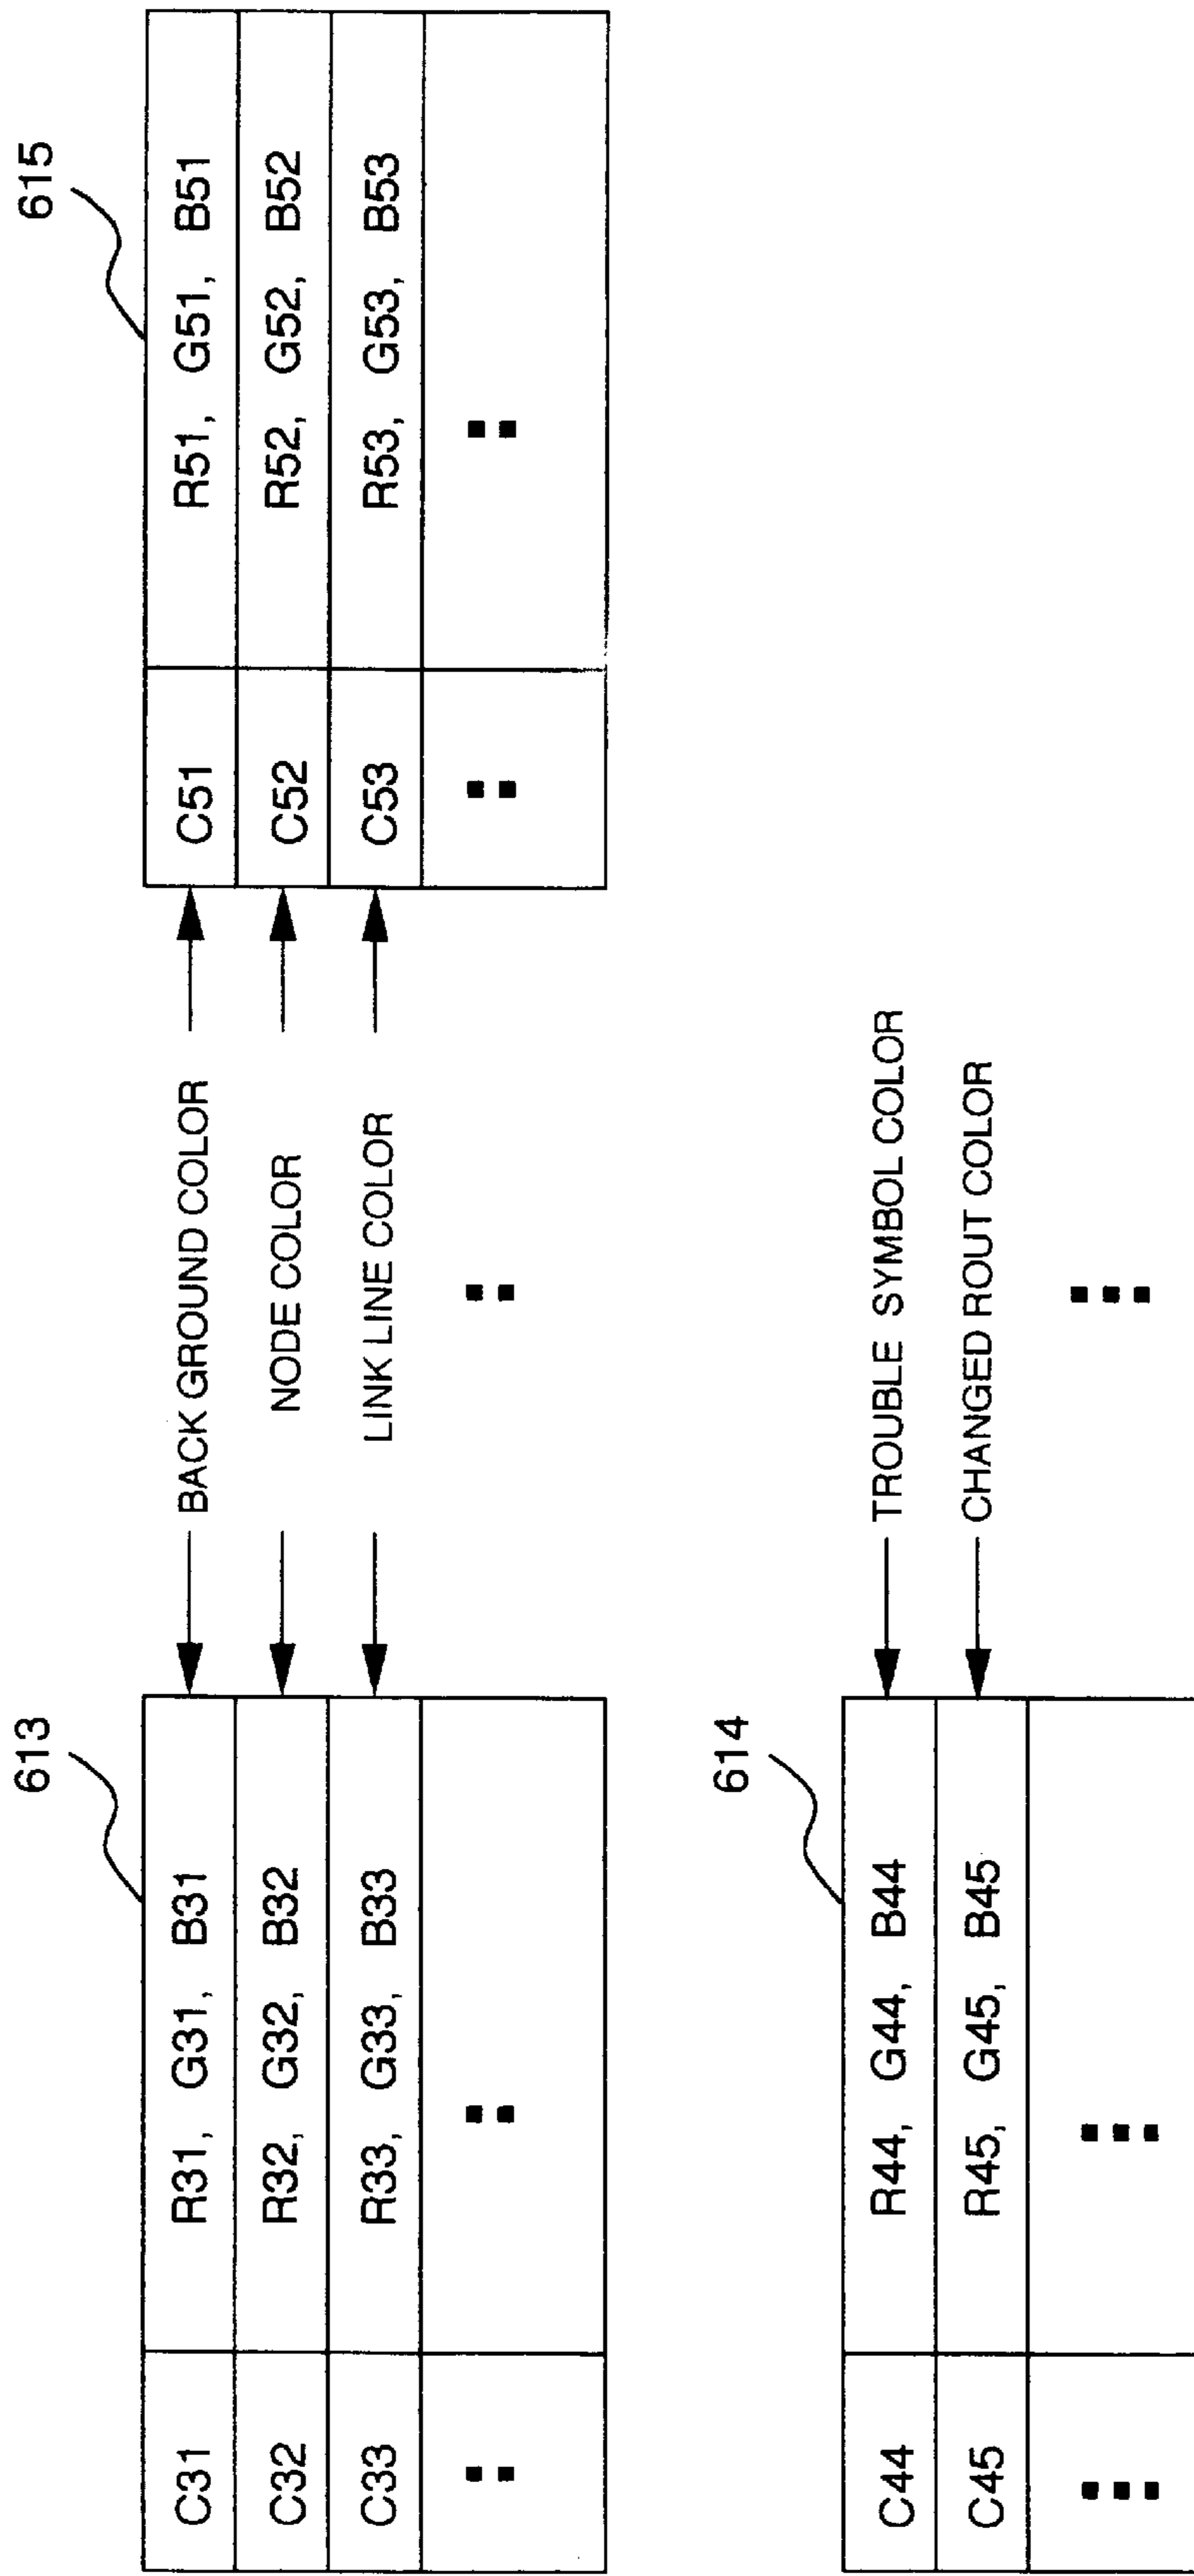 613
C31 R31, G31, B31
C32 R32, G32, B32
C33 R33, G33, B33
BACK GROUND COLOR
NODE COLOR
LINK LINE COLOR
615
C51 R51, G51, B51
C52 R52, G52, B52
C53 R53, G53, B53
614
C44 R44, G44, B44
C45 R45, G45, B45
TROUBLE SYMBOL COLOR
CHANGED ROUT COLOR